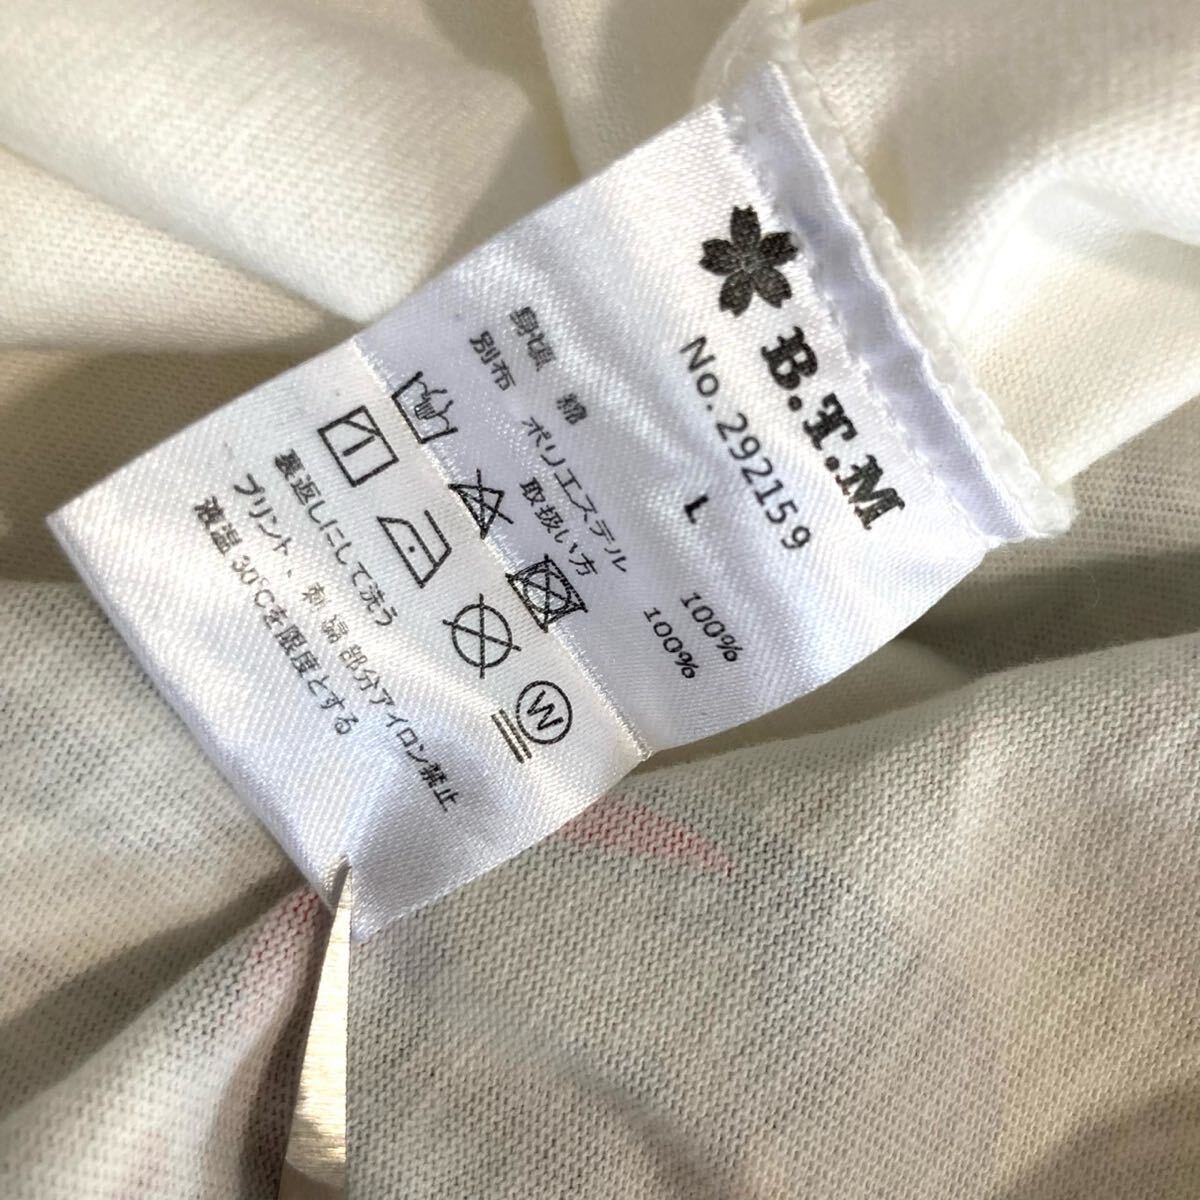 B.T.M
No.292159
L
身頃 綿 100%
別布 ポリエステル 100%
取扱い方
W
裏返しにして洗う
プリント、刺繍部分アイロン禁止
液温30℃を限度とする